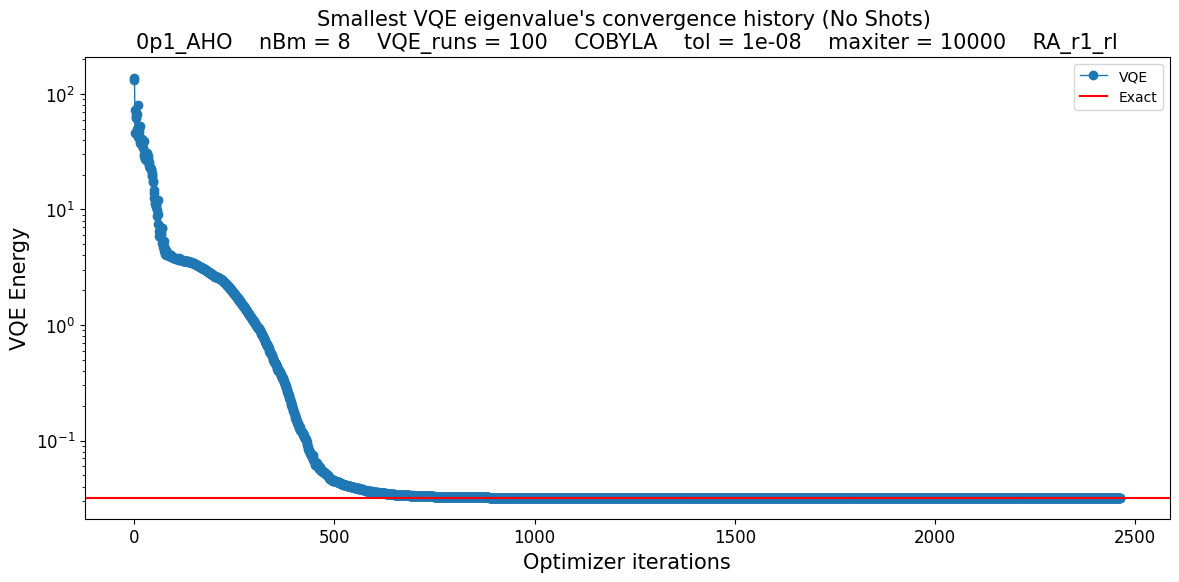 Smallest VQE eigenvalue's convergence history (No Shots)
0p1_AHO    nBm = 8    VQE_runs = 100    COBYLA    tol = 1e-08    maxiter = 10000    RA_r1_rl
VQE
Exact
VQE Energy
10²
10¹
10⁰
10⁻¹
0
500
1000
1500
2000
2500
Optimizer iterations